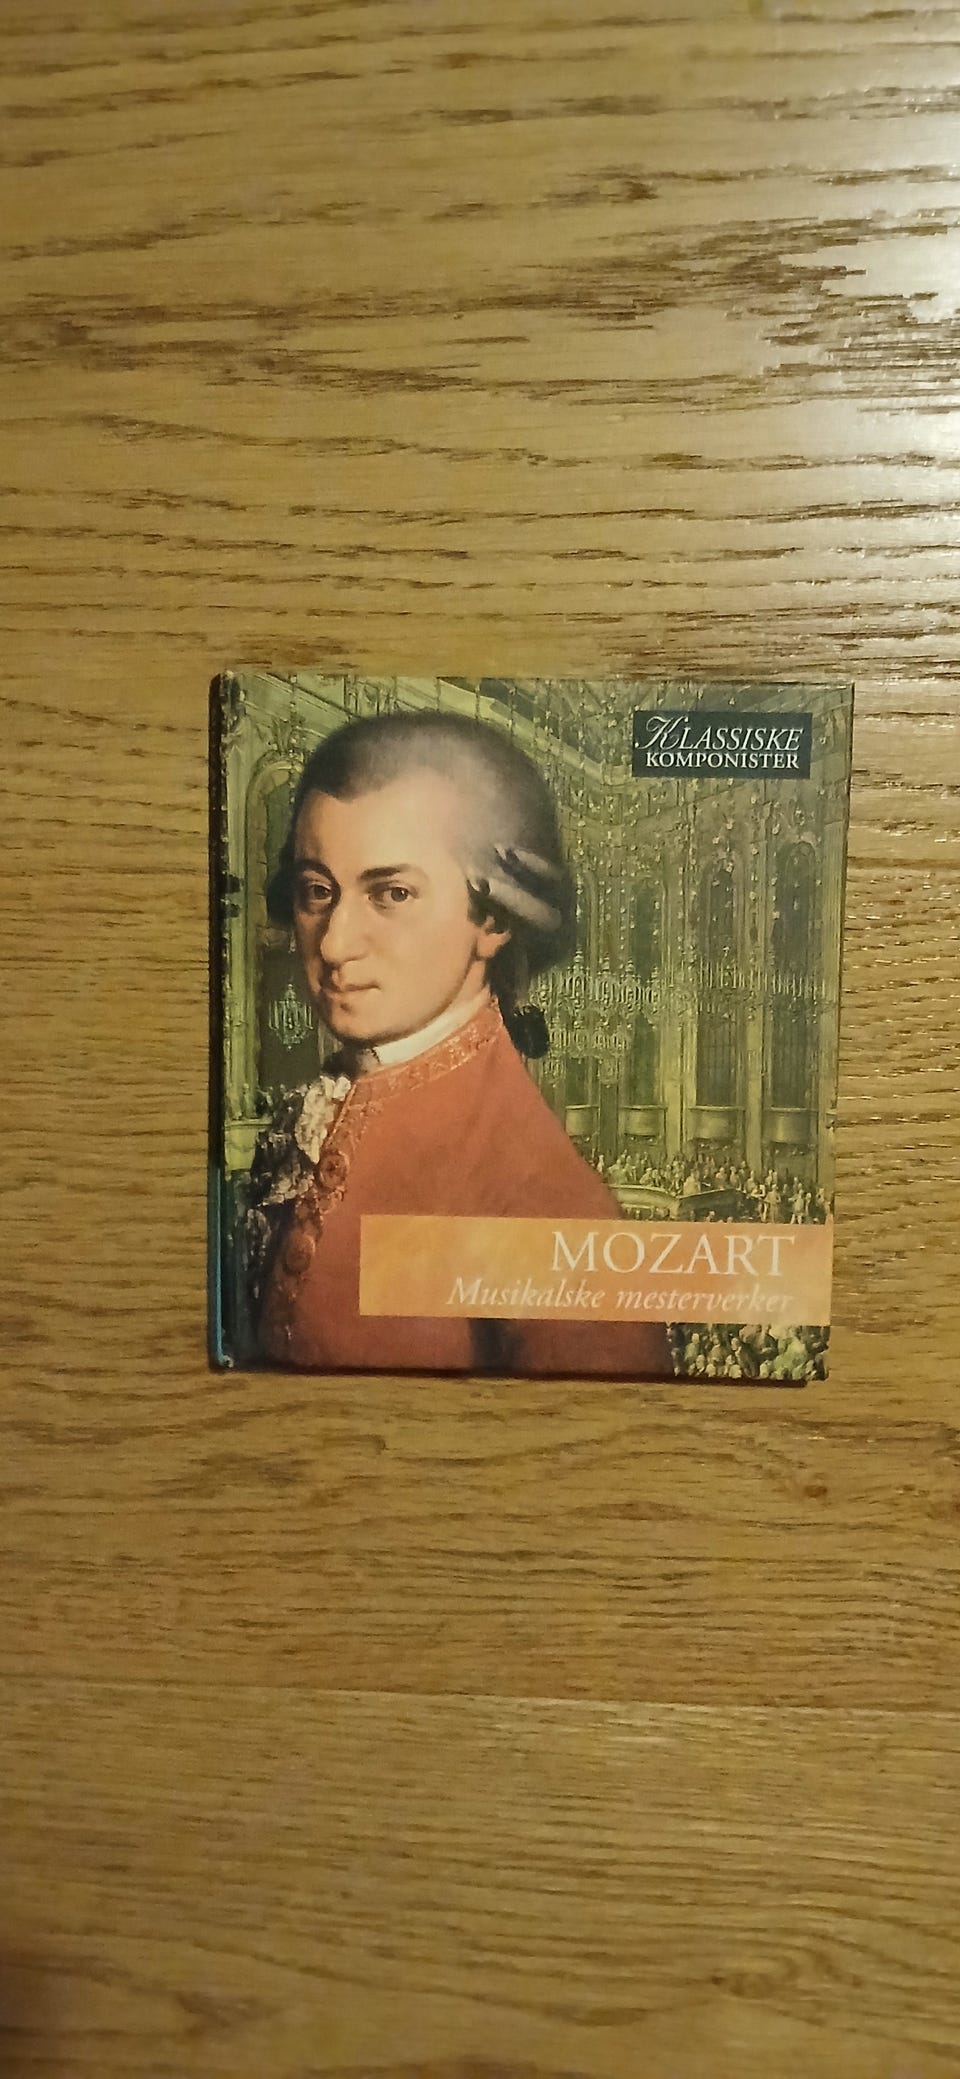 KLASSISKE
KOMPONISTER
MOZART
Musikalske mesterverker